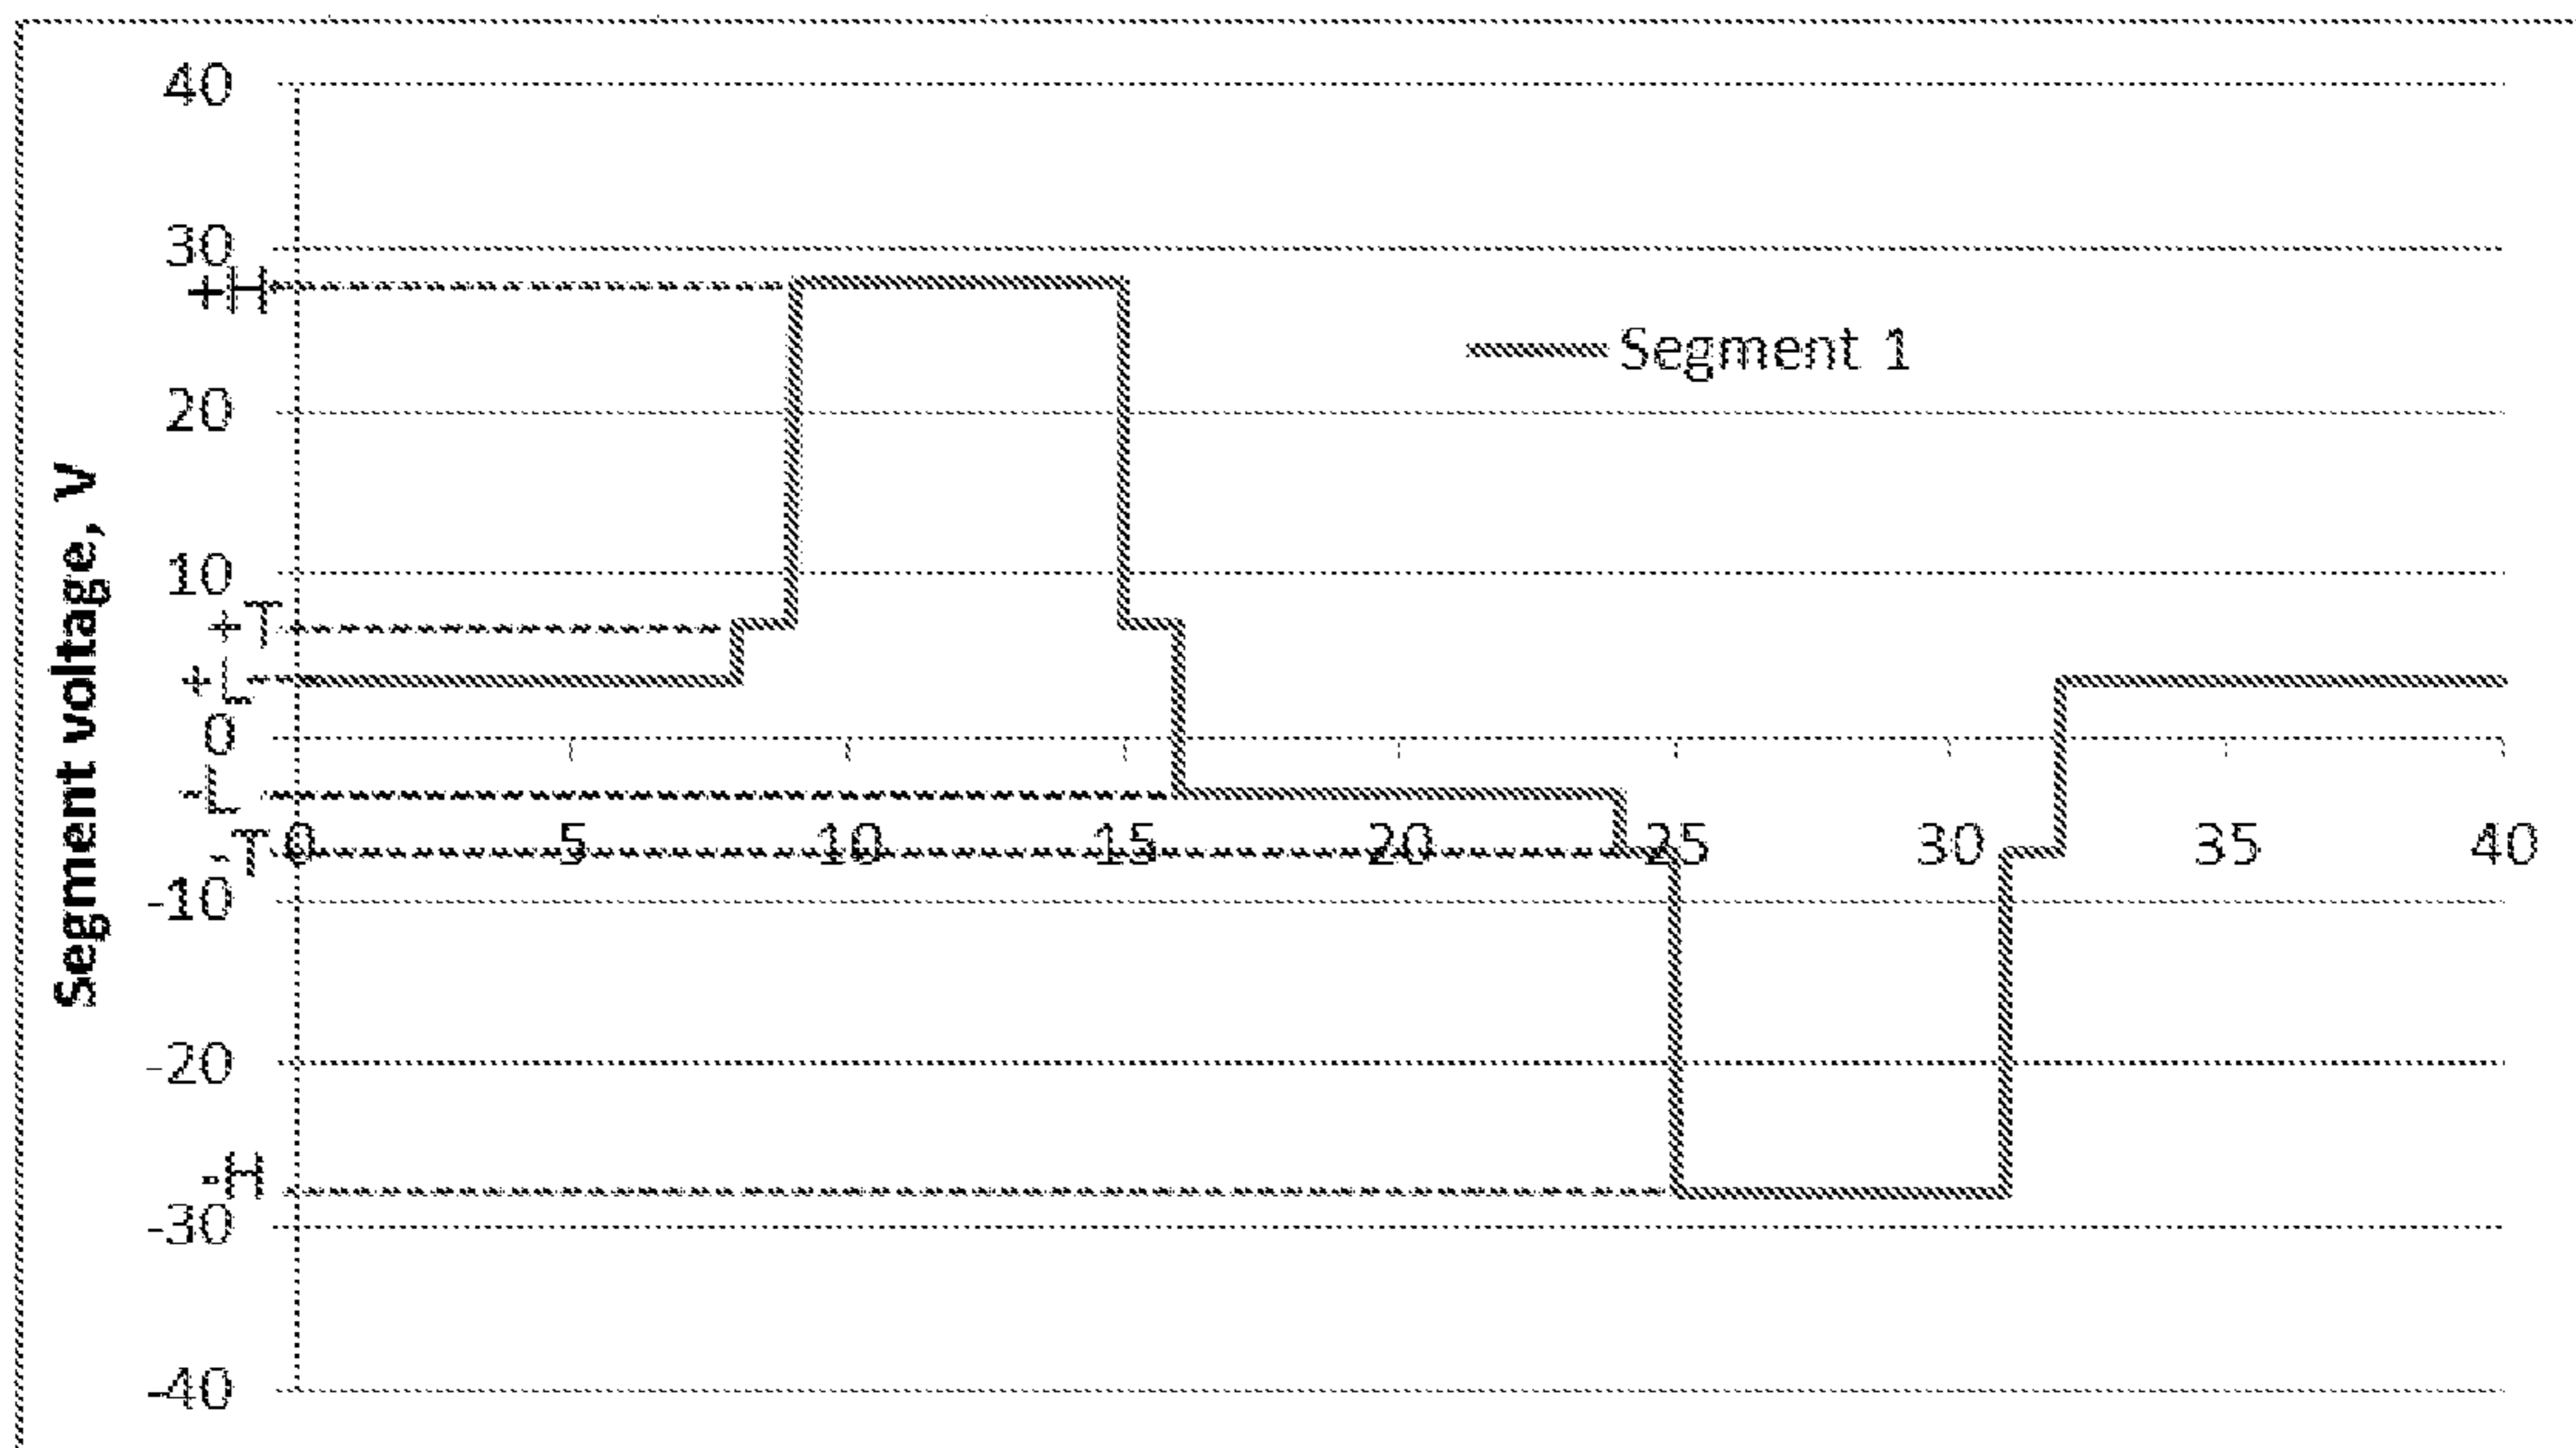 40
30
+H
Segment 1
20
Segment voltage, V
10
+T
+L
0
-L
-T
0 5 10 15 20 25 30 35 40
-10
-20
-H
-30
-40